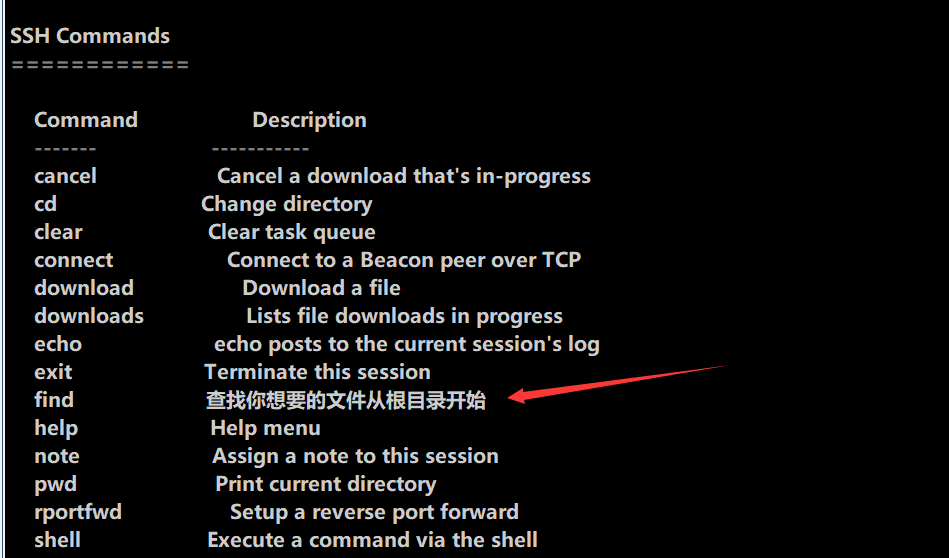 SSH Commands
============
Command Description
------- -----------
cancel Cancel a download that's in-progress
cd Change directory
clear Clear task queue
connect Connect to a Beacon peer over TCP
download Download a file
downloads Lists file downloads in progress
echo echo posts to the current session's log
exit Terminate this session
find 查找你想要的文件从根目录开始
help Help menu
note Assign a note to this session
pwd Print current directory
rportfwd Setup a reverse port forward
shell Execute a command via the shell